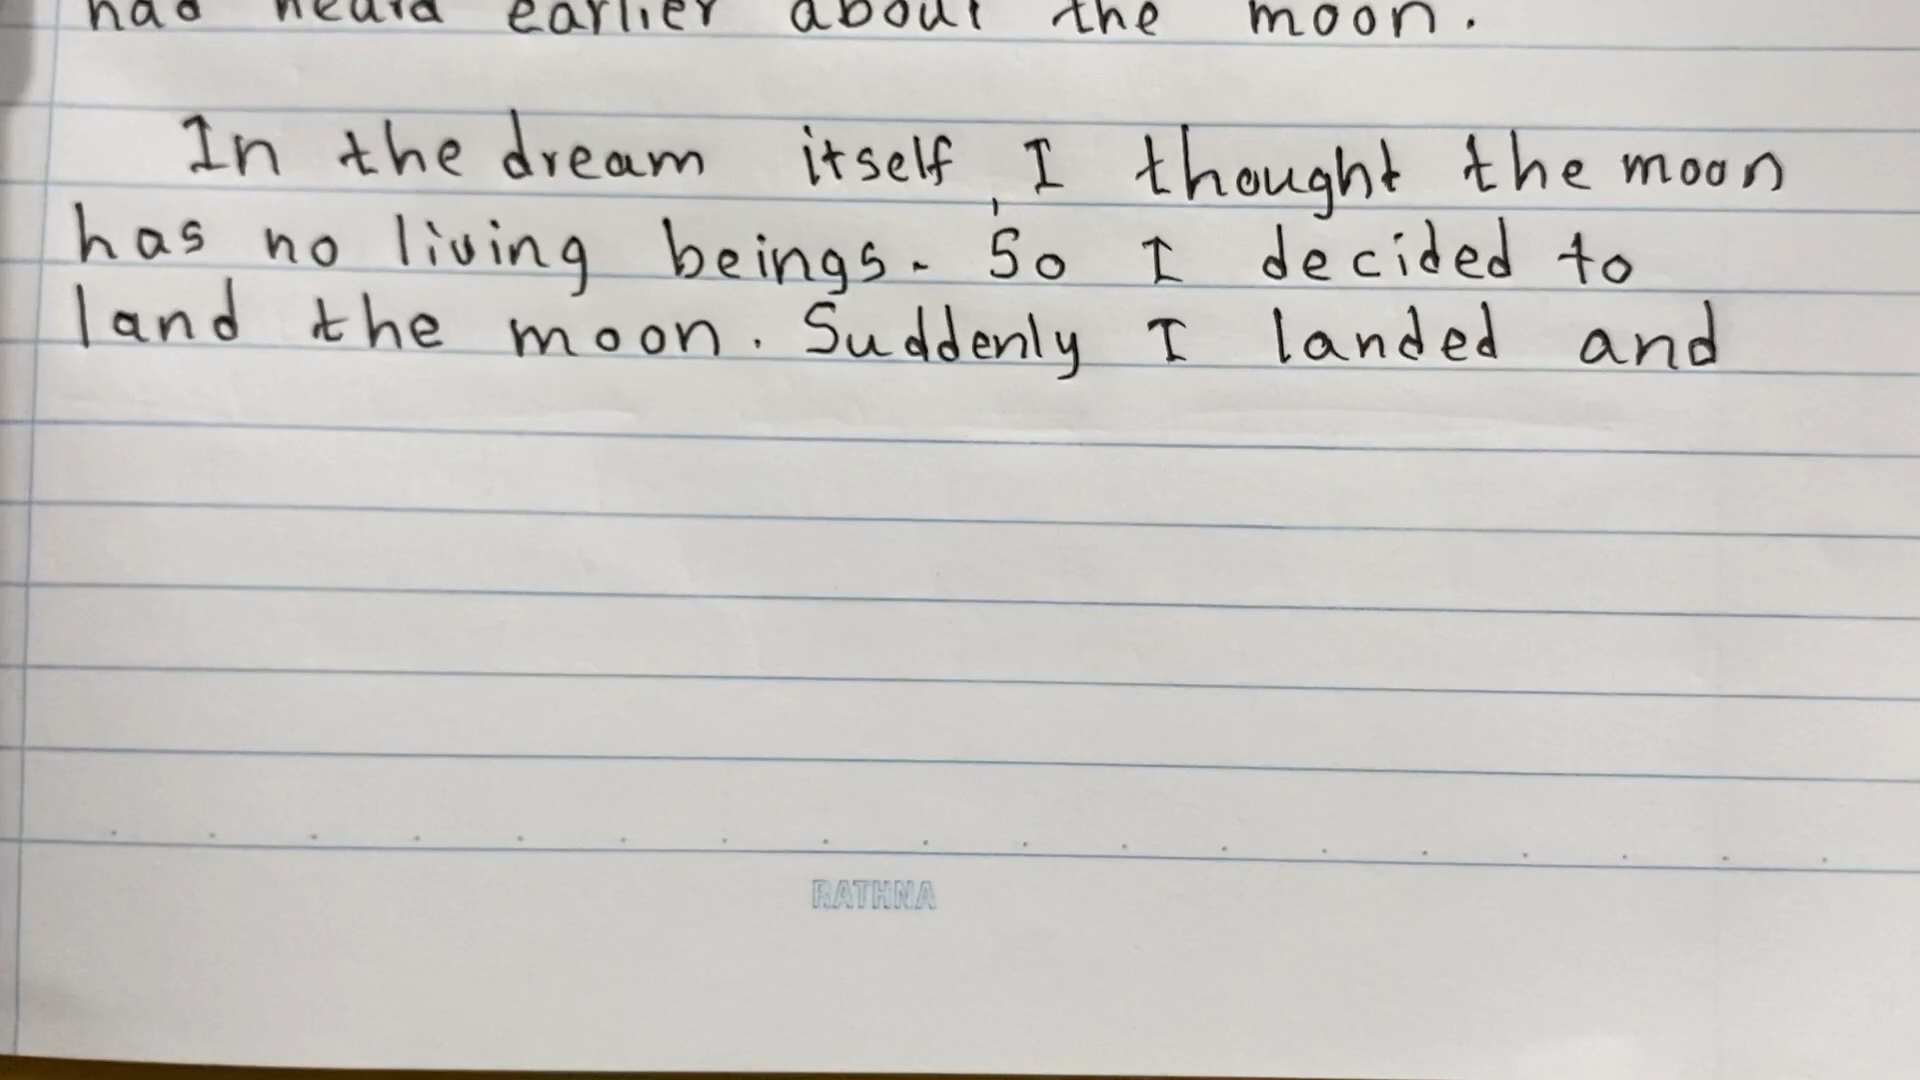 had heard earlier about the moon.
In the dream itself, I thought the moon
has no living beings. So I decided to
land the moon. Suddenly I landed and
RATHNA